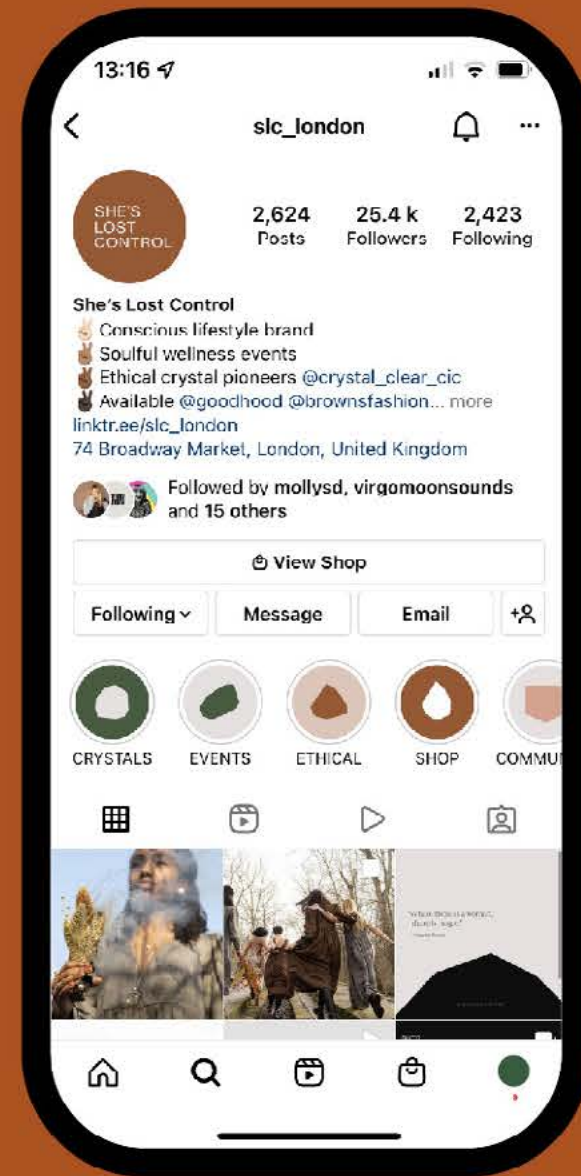 13:16
slc_london
SHE'S
LOST
CONTROL
2,624
Posts
25.4 k
Followers
2,423
Following
She's Lost Control
✌🏻 Conscious lifestyle brand
✌🏽 Soulful wellness events
✌🏾 Ethical crystal pioneers @crystal_clear_cic
✌🏿 Available @goodhood @brownsfashion... more
linktr.ee/slc_london
74 Broadway Market, London, United Kingdom
Followed by mollysd, virgomoonsounds
and 15 others
View Shop
Following
Message
Email
CRYSTALS
EVENTS
ETHICAL
SHOP
COMMU